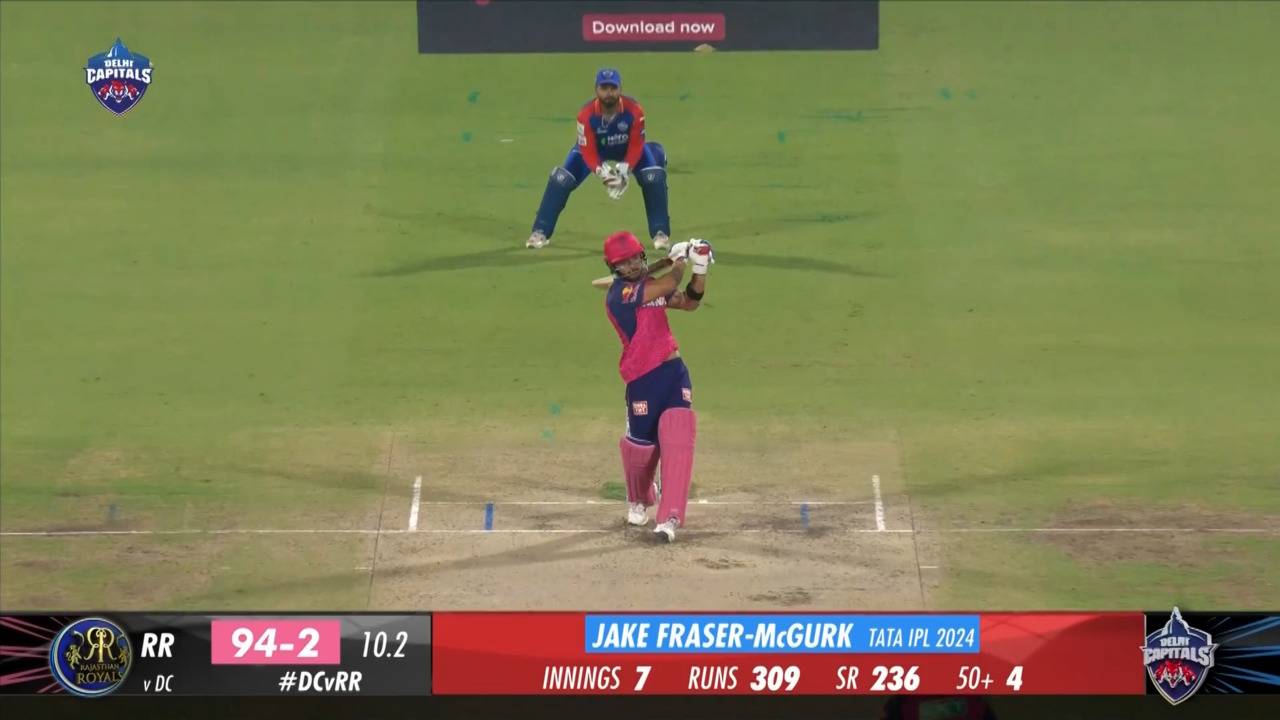 Download now
DELHI
CAPITALS
RR
94-2
10.2
v DC
#DCvRR
RAJASTHAN
ROYALS
JAKE FRASER-McGURK TATA IPL 2024
INNINGS 7 RUNS 309 SR 236 50+ 4
DELHI
CAPITALS